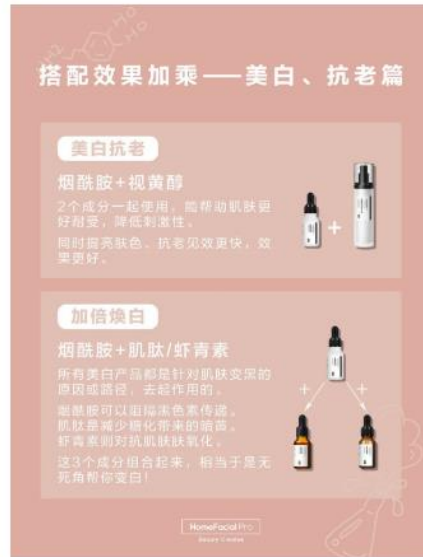 搭配效果加乘——美白、抗老篇
美白抗老
烟酰胺+视黄醇
2个成分一起使用，能帮助肌肤更
好耐受，降低刺激性。
同时提亮肤色、抗老见效更快，效
果更好。
加倍焕白
烟酰胺+肌肽/虾青素
所有美白产品都是针对肌肤变黑的
原因或路径，去起作用的。
烟酰胺可以阻隔黑色素传递。
肌肽是减少糖化带来的暗黄。
虾青素则对抗肌肤肤氧化。
这3个成分组合起来，相当于是无
死角帮你变白！
HomeFacialPro